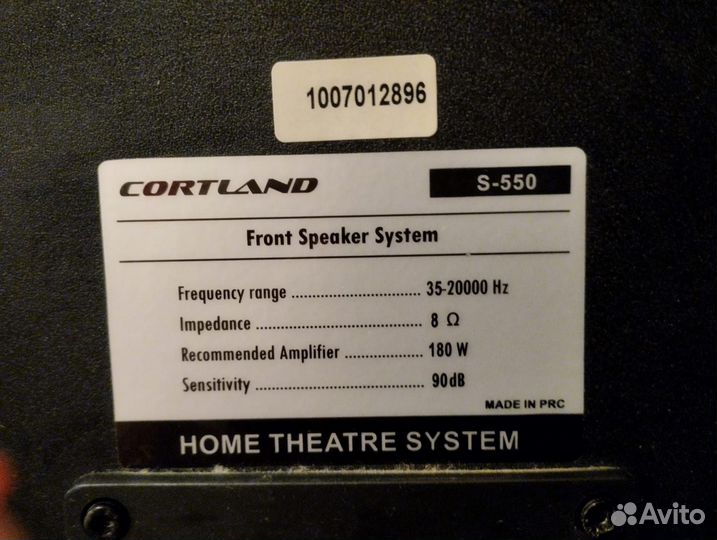 1007012896
CORTLAND S-550
Front Speaker System
Frequency range .............................. 35-20000 Hz
Impedance ........................................ 8 Ω
Recommended Amplifier .................. 180 W
Sensitivity ........................................ 90dB
MADE IN PRC
HOME THEATRE SYSTEM
Avito